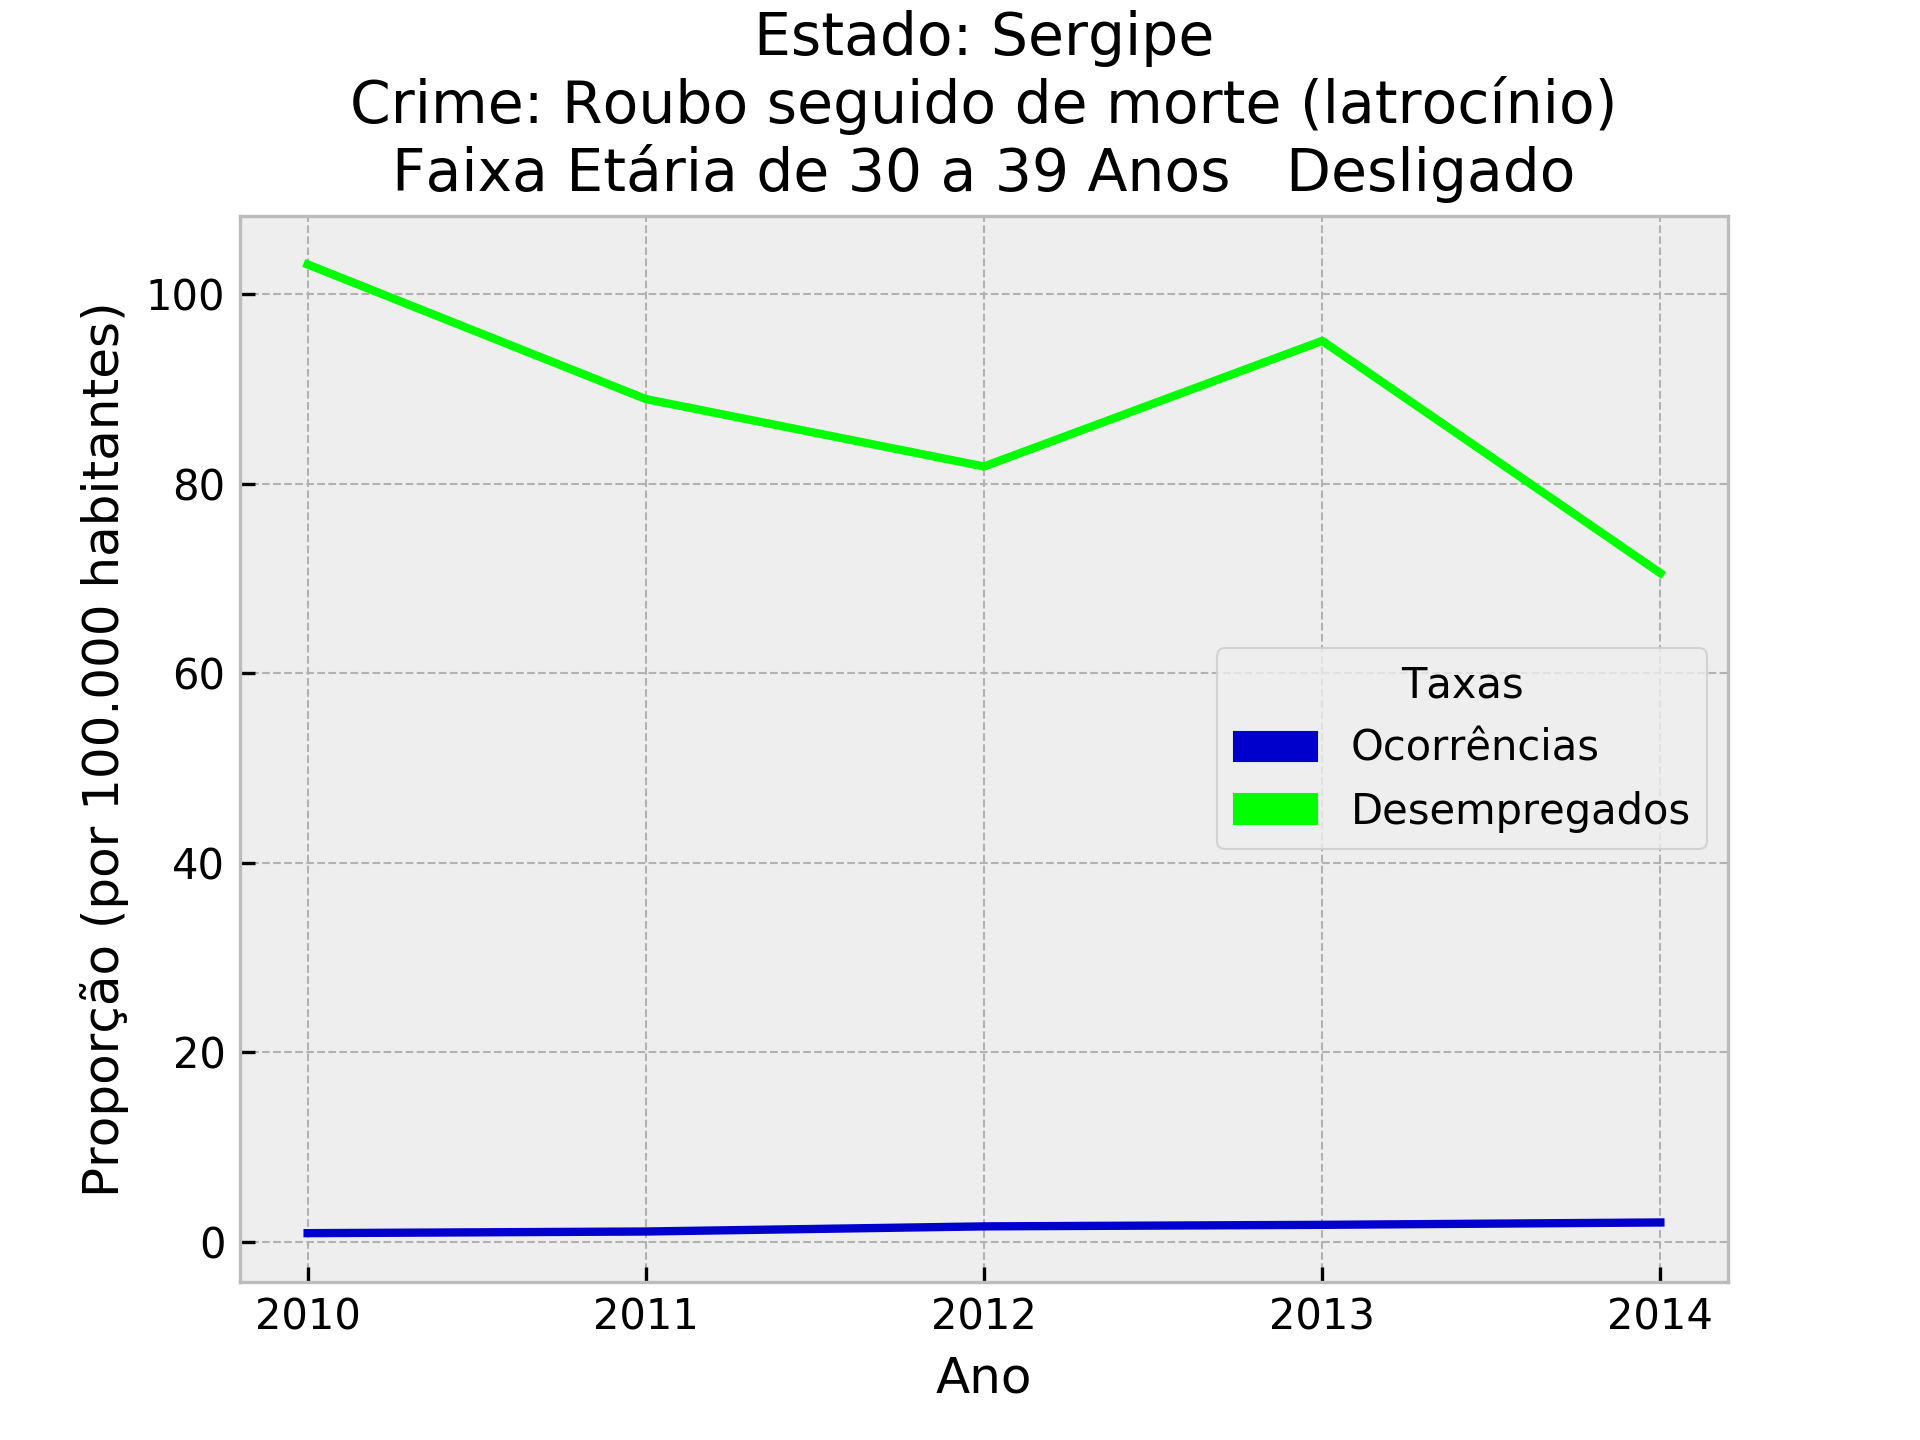 Estado: Sergipe
Crime: Roubo seguido de morte (latrocínio)
Faixa Etária de 30 a 39 Anos   Desligado
Proporção (por 100.000 habitantes)
100
80
60
40
20
0
Taxas
Ocorrências
Desempregados
2010 2011 2012 2013 2014
Ano